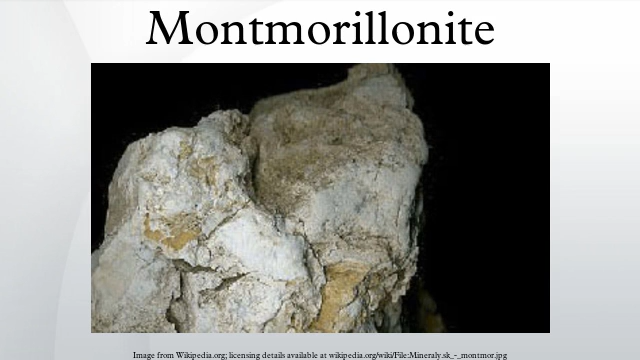 Montmorillonite
Image from Wikipedia.org; licensing details available at wikipedia.org/wiki/File:Mineraly.sk_-_montmor.jpg